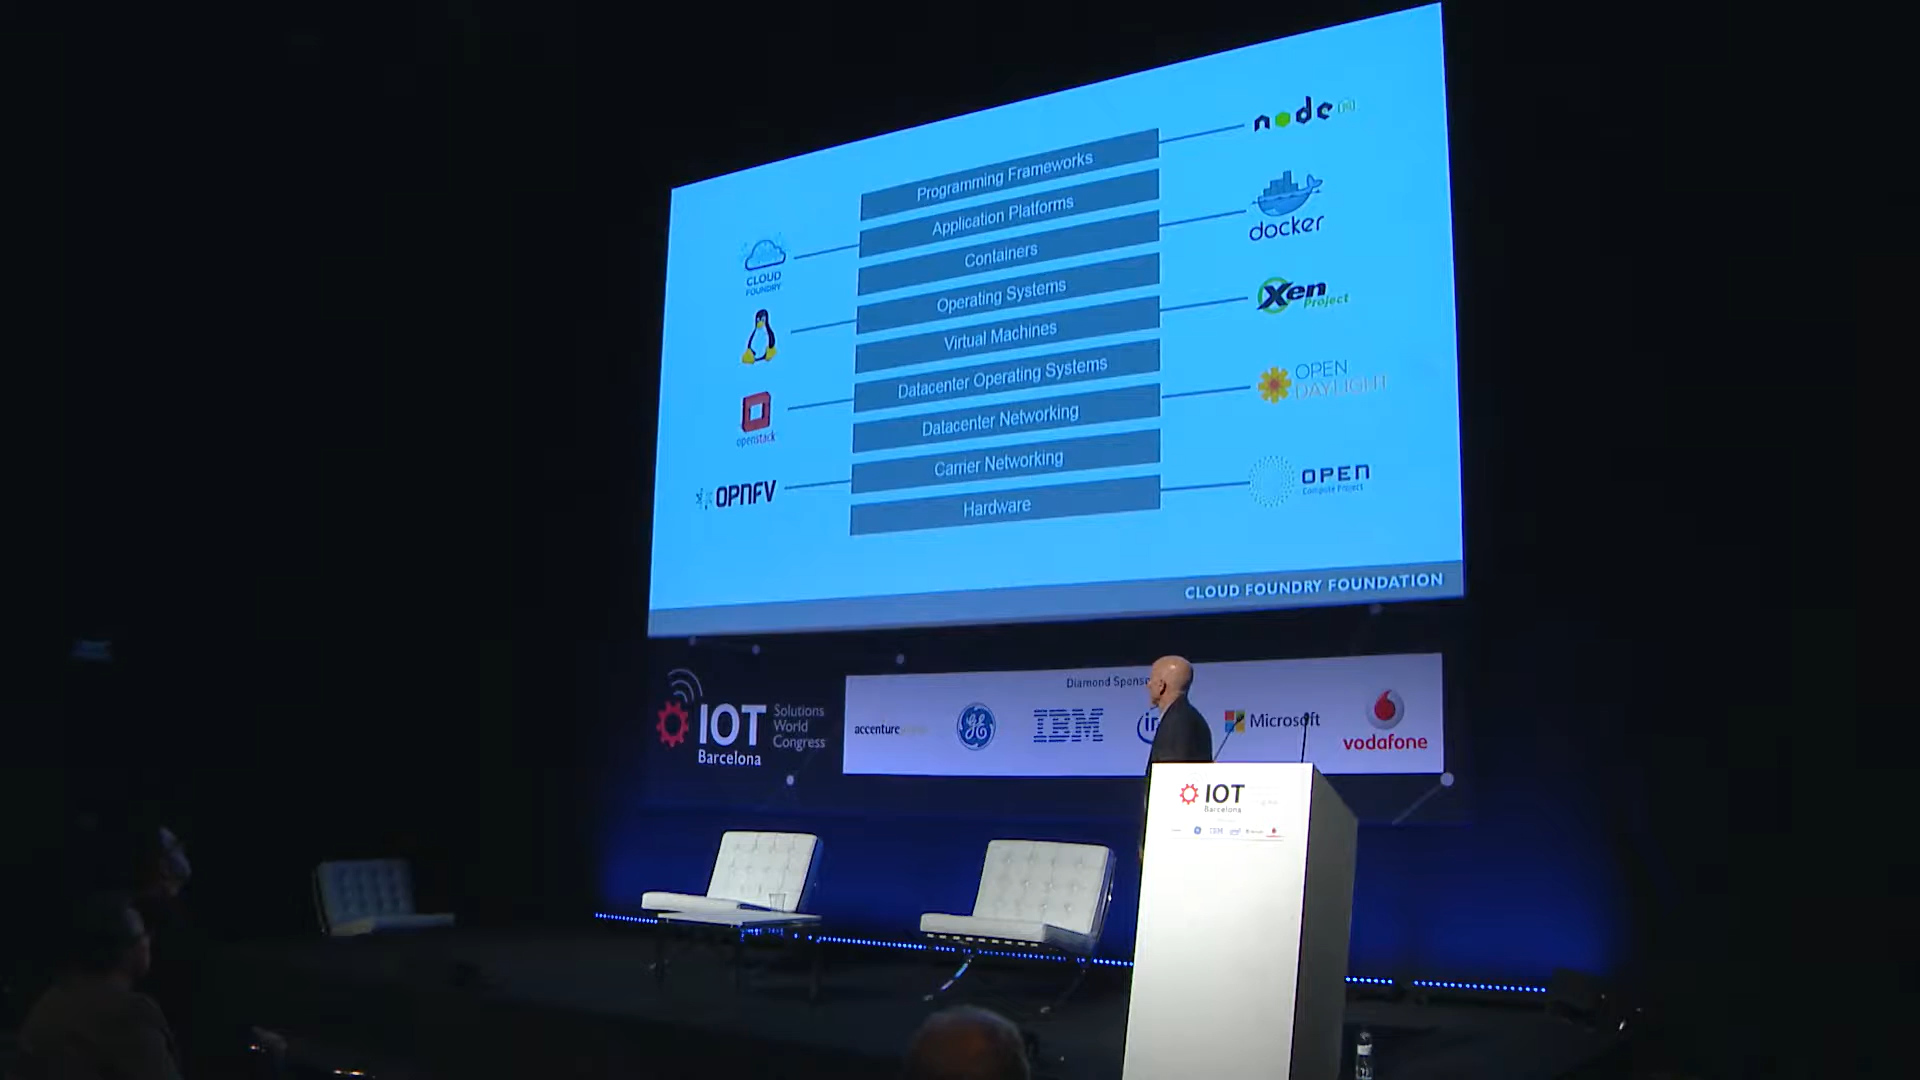 node
Programming Frameworks
Application Platforms
docker
CLOUD
FOUNDRY
Containers
Operating Systems
Xen
Project
Virtual Machines
Datacenter Operating Systems
OPEN
DAYLIGHT
openstack
Datacenter Networking
Carrier Networking
OPEN
Compute Project
OPNFV
Hardware
CLOUD FOUNDRY FOUNDATION
IOT
Solutions
World
Congress
Barcelona
Diamond
accenture
GE
IBM
Microsoft
vodafone
IOT
Barcelona
IBM